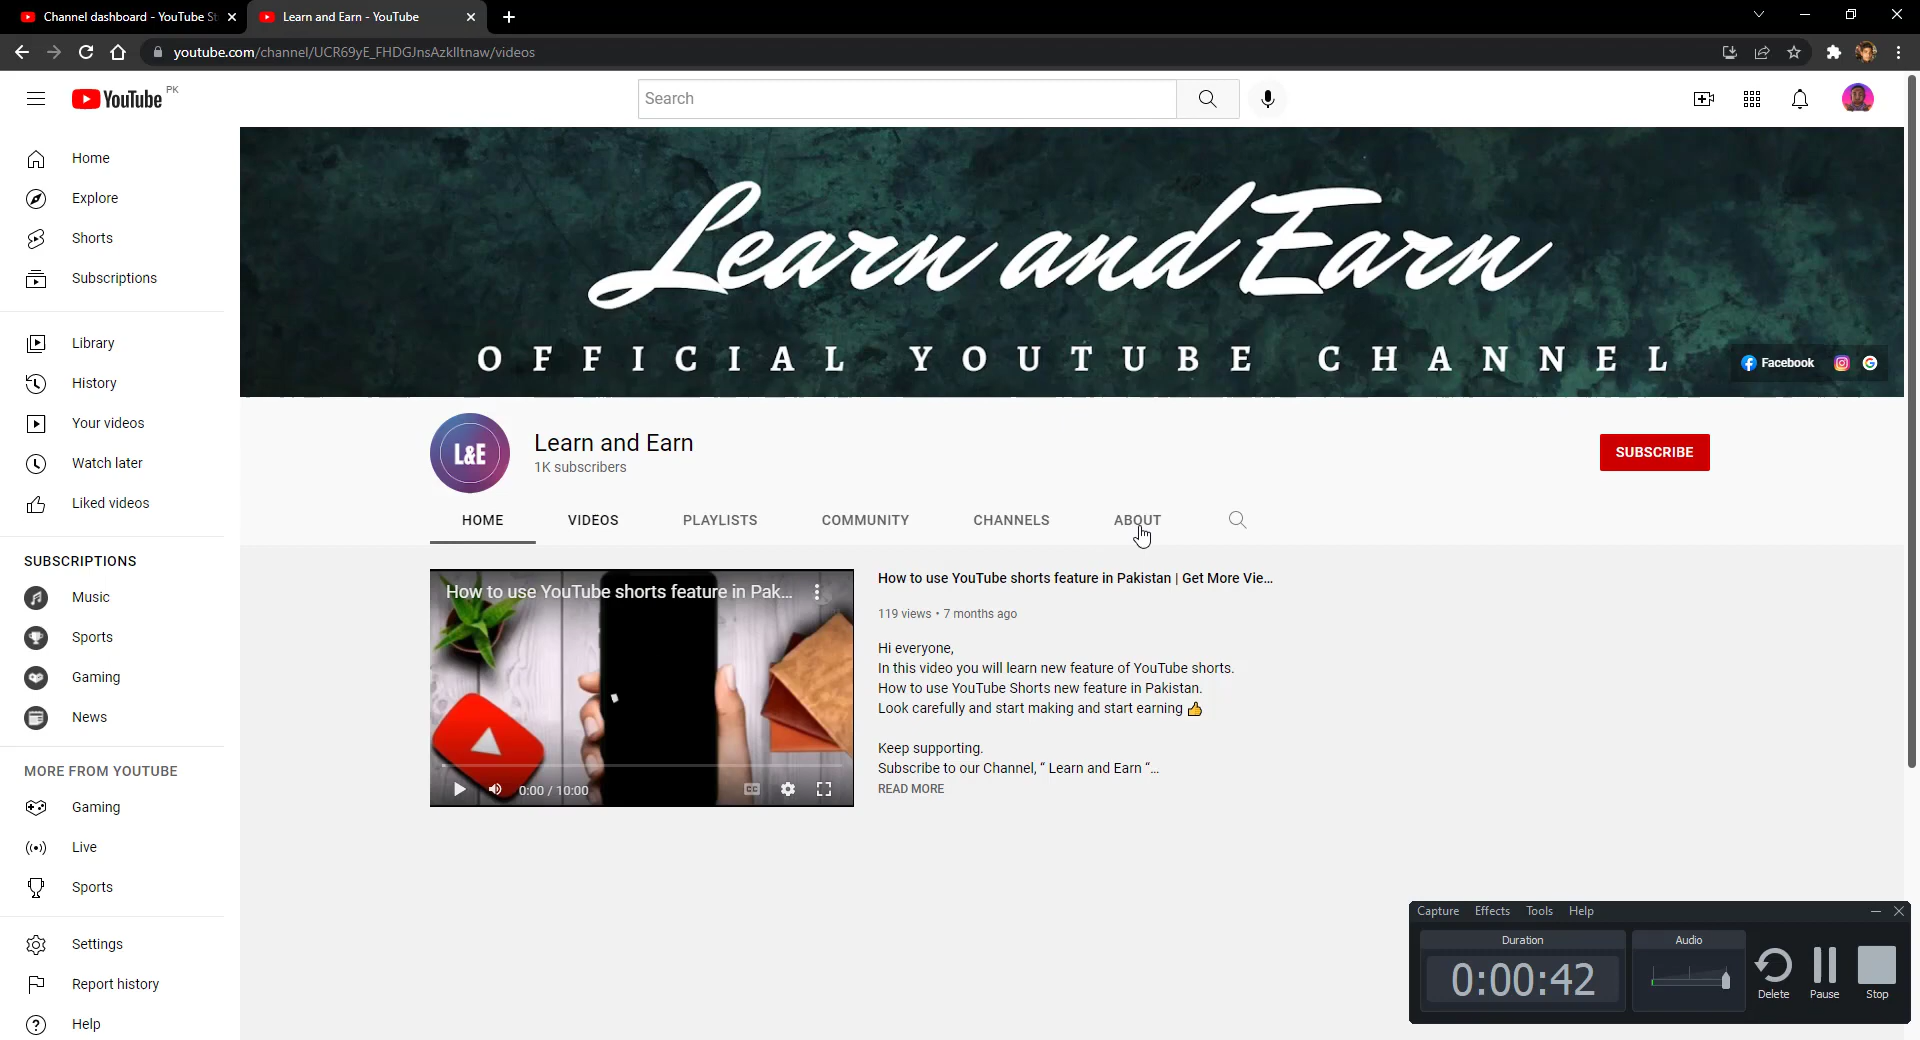 Channel dashboard - YouTube St
Learn and Earn - YouTube
youtube.com/channel/UCR69yE_FHDGJnsAzklltnaw/videos
YouTube PK
Search
Home
Explore
Shorts
Subscriptions
Library
History
Your videos
Watch later
Liked videos
SUBSCRIPTIONS
Music
Sports
Gaming
News
MORE FROM YOUTUBE
Gaming
Live
Sports
Settings
Report history
Help
Learn and Earn
OFFICIAL YOUTUBE CHANNEL
Facebook
L&E
Learn and Earn
1K subscribers
SUBSCRIBE
HOME VIDEOS PLAYLISTS COMMUNITY CHANNELS ABOUT
How to use YouTube shorts feature in Pak...
0:00 / 10:00
CC
How to use YouTube shorts feature in Pakistan | Get More Vie...
119 views • 7 months ago
Hi everyone,
In this video you will learn new feature of YouTube shorts.
How to use YouTube Shorts new feature in Pakistan.
Look carefully and start making and start earning 👍
Keep supporting.
Subscribe to our Channel, “ Learn and Earn “...
READ MORE
Capture Effects Tools Help
Duration
0:00:42
Audio
Delete Pause Stop